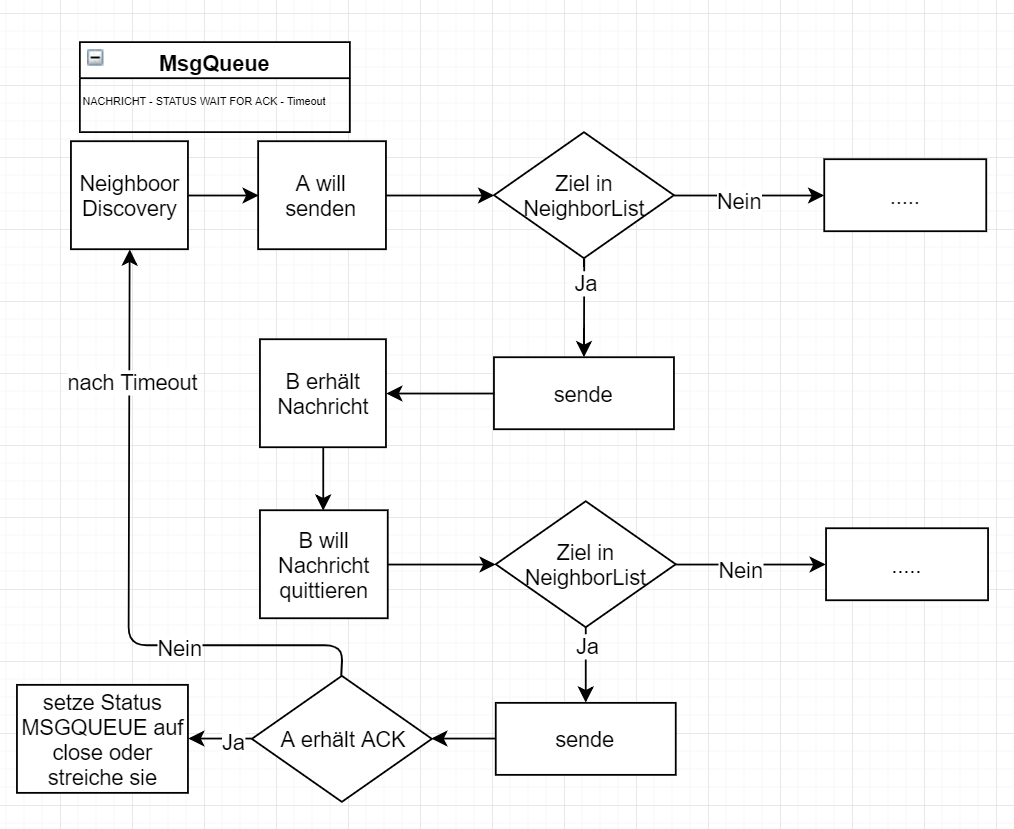 MsgQueue
NACHRICHT - STATUS WAIT FOR ACK - Timeout
Neighboor
Discovery
A will
senden
Ziel in
NeighborList
Nein
.....
Ja
nach Timeout
B erhält
Nachricht
sende
B will
Nachricht
quittieren
Ziel in
NeighborList
Nein
.....
Ja
Nein
setze Status
MSGQUEUE auf
close oder
streiche sie
Ja
A erhält ACK
sende